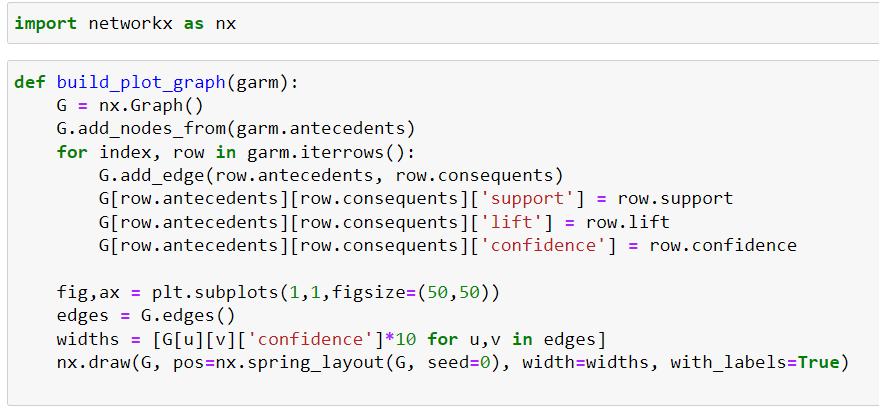 import networkx as nx
def build_plot_graph(garm):
    G = nx.Graph()
    G.add_nodes_from(garm.antecedents)
    for index, row in garm.iterrows():
        G.add_edge(row.antecedents, row.consequents)
        G[row.antecedents][row.consequents]['support'] = row.support
        G[row.antecedents][row.consequents]['lift'] = row.lift
        G[row.antecedents][row.consequents]['confidence'] = row.confidence
    fig,ax = plt.subplots(1,1,figsize=(50,50))
    edges = G.edges()
    widths = [G[u][v]['confidence']*10 for u,v in edges]
    nx.draw(G, pos=nx.spring_layout(G, seed=0), width=widths, with_labels=True)